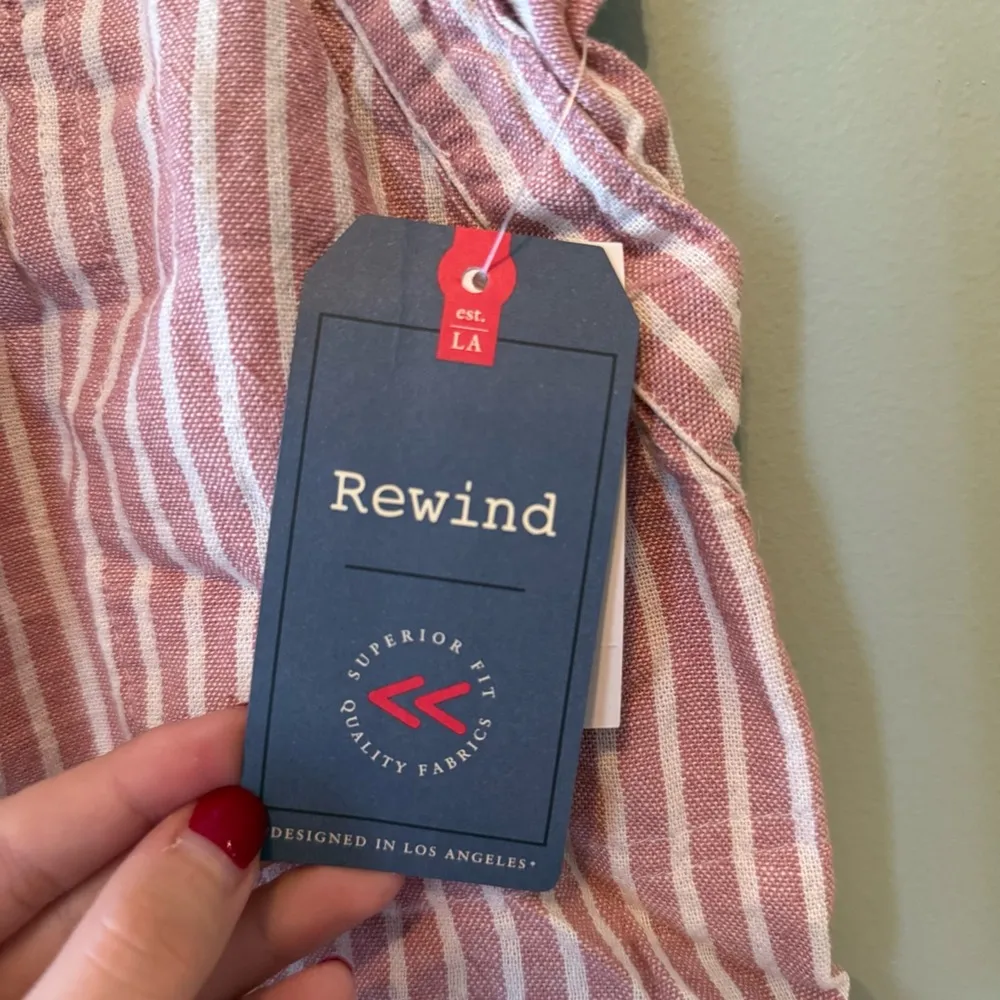 est.
LA
Rewind
SUPERIOR FIT
QUALITY FABRICS
DESIGNED IN LOS ANGELES+